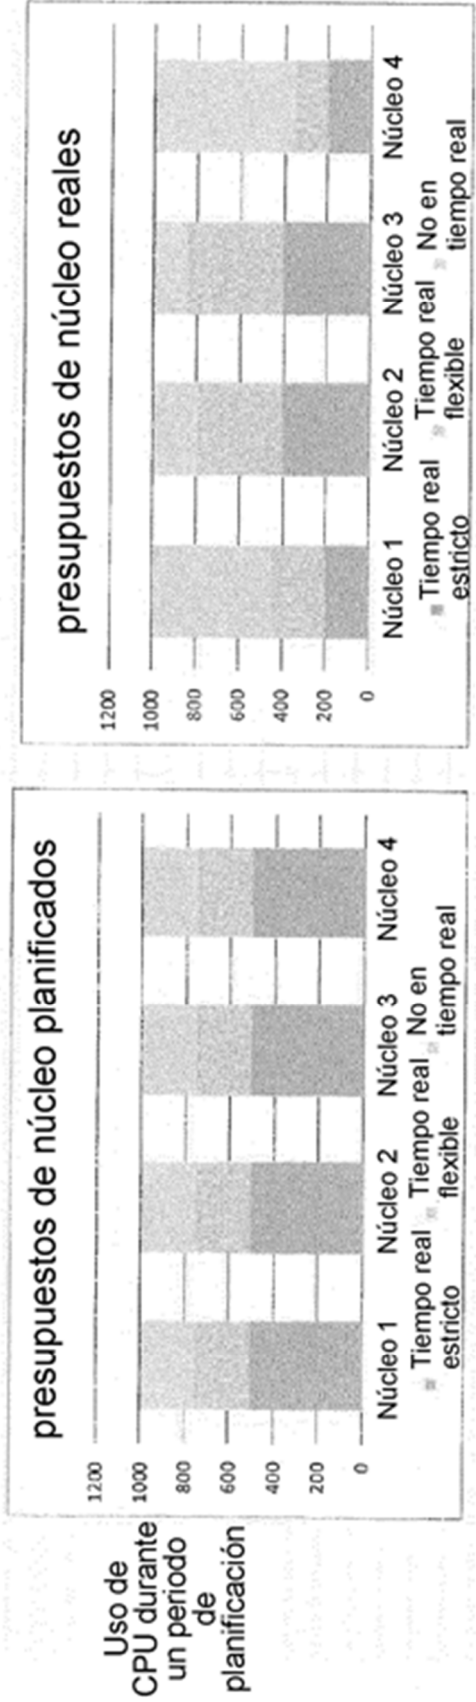 Uso de
CPU durante
un periodo
de
planificación
presupuestos de núcleo planificados
1200
1000
800
600
400
200
0
Núcleo 1 Núcleo 2 Núcleo 3 Núcleo 4
Tiempo real estricto
Tiempo real flexible
No en tiempo real
presupuestos de núcleo reales
1200
1000
800
600
400
200
0
Núcleo 1 Núcleo 2 Núcleo 3 Núcleo 4
Tiempo real estricto
Tiempo real flexible
No en tiempo real